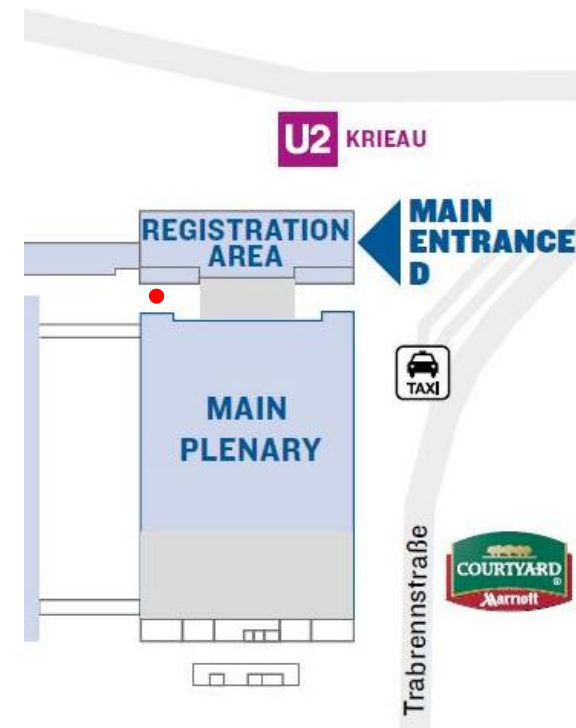 U2 KRIEAU
REGISTRATION
AREA
MAIN
ENTRANCE
D
TAXI
MAIN
PLENARY
Trabrennstraße
COURTYARD®
Marriott